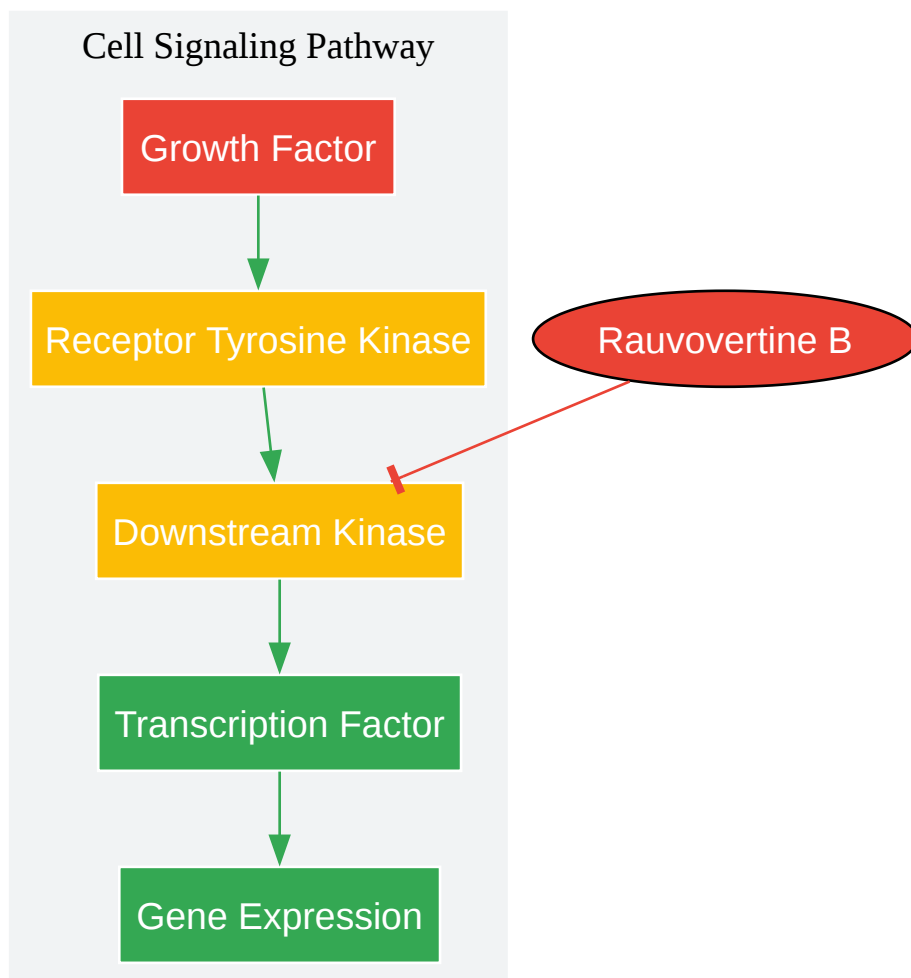 Cell Signaling Pathway
Growth Factor
Receptor Tyrosine Kinase
Rauvovertine B
Downstream Kinase
Transcription Factor
Gene Expression